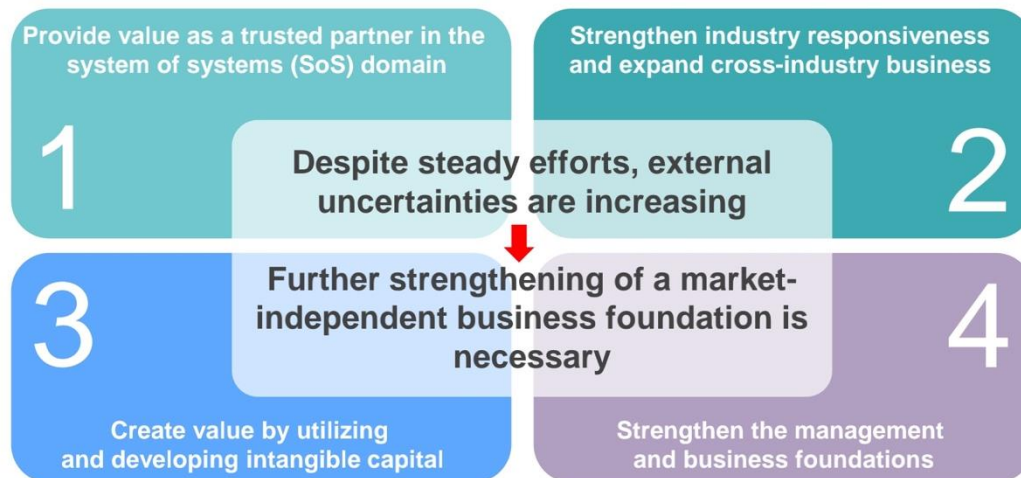 Provide value as a trusted partner in the
system of systems (SoS) domain
1
Strengthen industry responsiveness
and expand cross-industry business
2
Despite steady efforts, external
uncertainties are increasing
Further strengthening of a market-
independent business foundation is
necessary
3
Create value by utilizing
and developing intangible capital
4
Strengthen the management
and business foundations